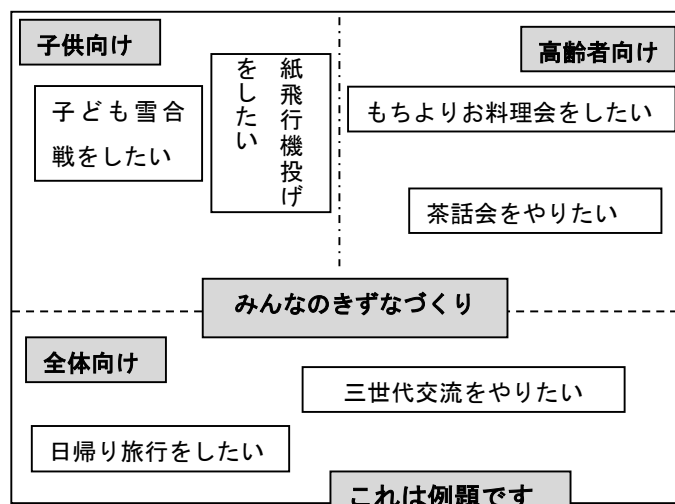 子供向け
子ども雪合
戦をしたい
紙飛行機投げ
をしたい
高齢者向け
もちよりお料理会をしたい
茶話会をやりたい
みんなのきずなづくり
全体向け
三世代交流をやりたい
日帰り旅行をしたい
これは例題です